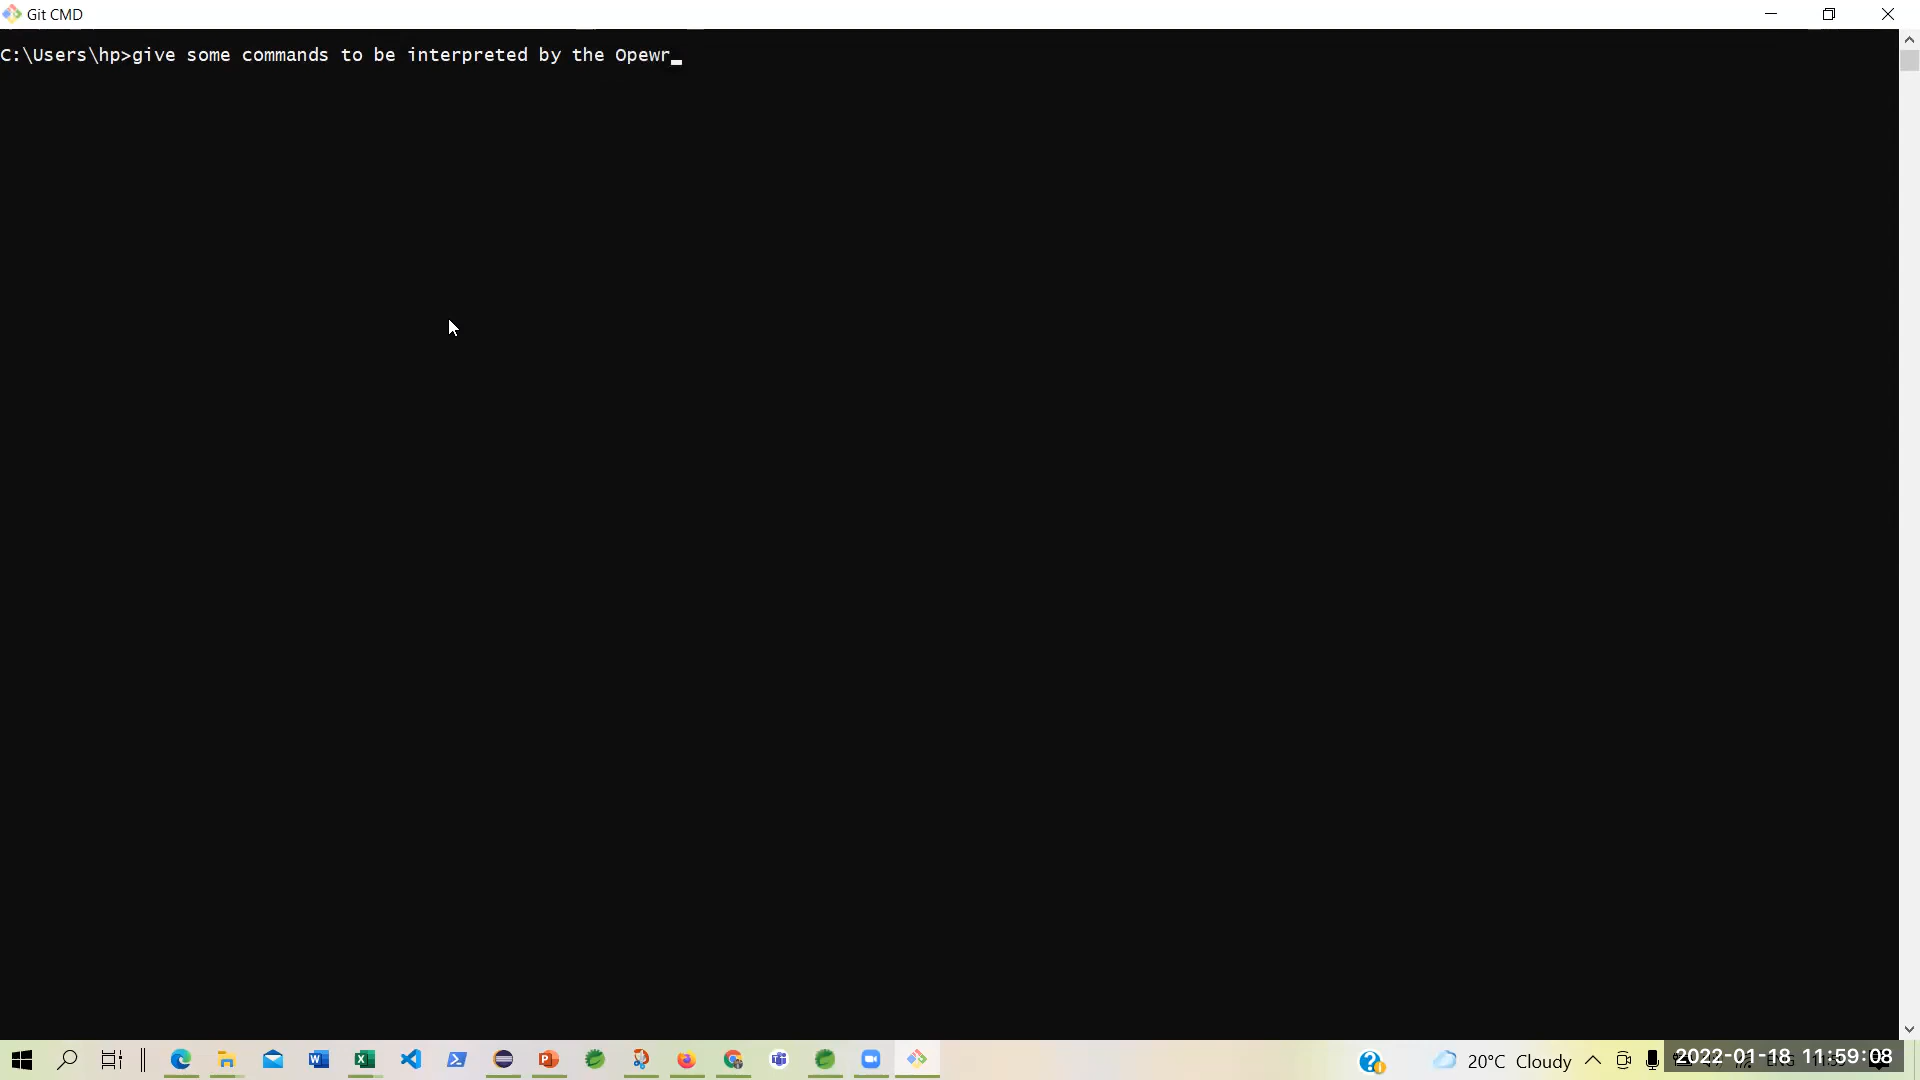 Git CMD
C:\Users\hp>give some commands to be interpreted by the Opewr
20°C Cloudy
2022-01-18 11:59:08